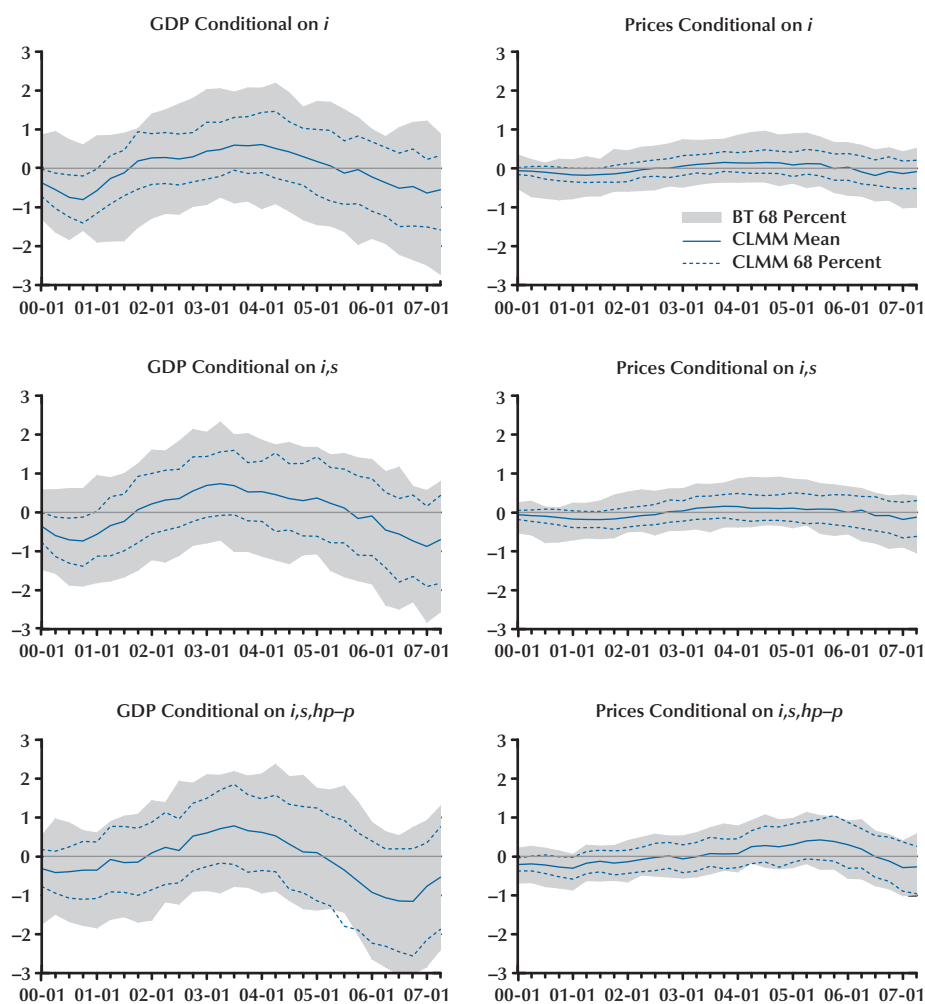 GDP Conditional on i
3
2
1
0
–1
–2
–3
00-01 01-01 02-01 03-01 04-01 05-01 06-01 07-01
Prices Conditional on i
3
2
1
0
–1
–2
–3
00-01 01-01 02-01 03-01 04-01 05-01 06-01 07-01
BT 68 Percent
CLMM Mean
CLMM 68 Percent
GDP Conditional on i,s
3
2
1
0
–1
–2
–3
00-01 01-01 02-01 03-01 04-01 05-01 06-01 07-01
Prices Conditional on i,s
3
2
1
0
–1
–2
–3
00-01 01-01 02-01 03-01 04-01 05-01 06-01 07-01
GDP Conditional on i,s,hp–p
3
2
1
0
–1
–2
–3
00-01 01-01 02-01 03-01 04-01 05-01 06-01 07-01
Prices Conditional on i,s,hp–p
3
2
1
0
–1
–2
–3
00-01 01-01 02-01 03-01 04-01 05-01 06-01 07-01